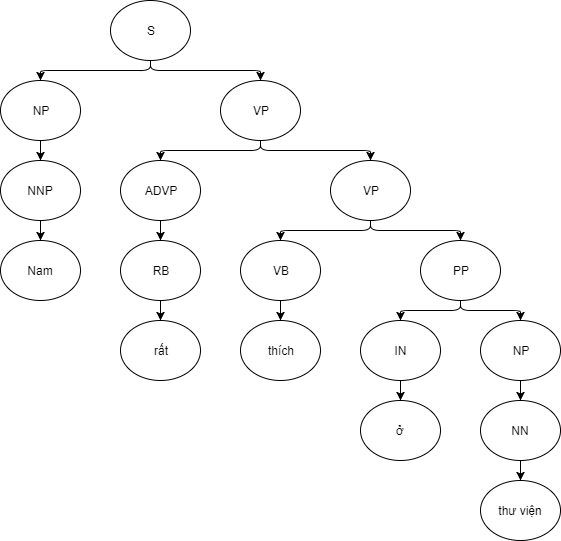 S
NP VP
NNP ADVP VP
Nam RB VB PP
rất thích IN NP
ở NN
thư viện